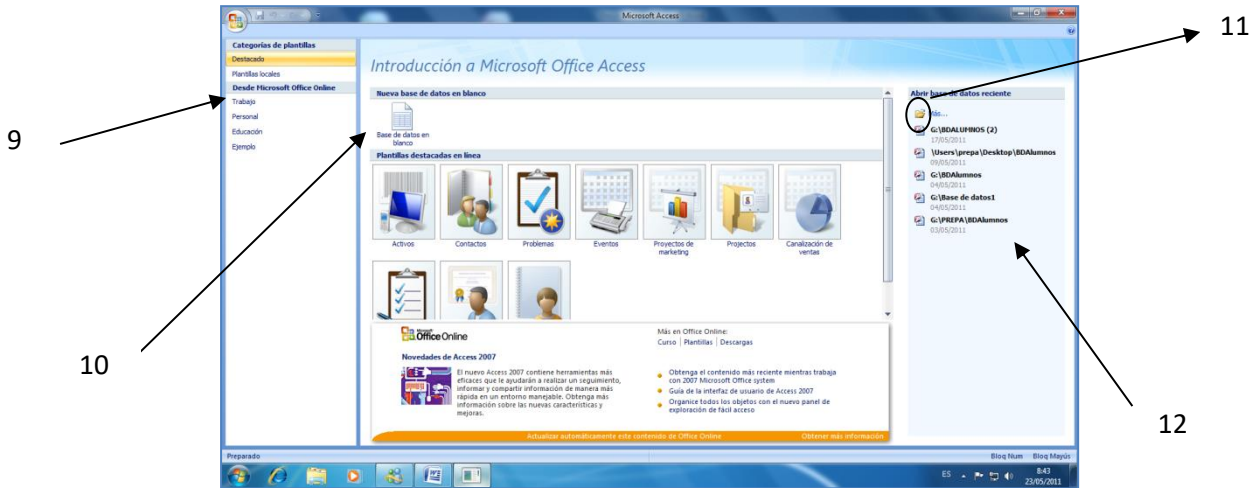 Microsoft Access
11
9
10
12
Categorías de plantillas
Destacado
Plantillas locales
Desde Microsoft Office Online
Trabajo
Personal
Educación
Ejemplo
Introducción a Microsoft Office Access
Nueva base de datos en blanco
Base de datos en
blanco
Plantillas destacadas en línea
Activos
Contactos
Problemas
Eventos
Proyectos de
marketing
Projectos
Canalización de
ventas
Microsoft
Office Online
Novedades de Access 2007
El nuevo Access 2007 contiene herramientas más
eficaces que le ayudarán a realizar un seguimiento,
informar y compartir información de manera más
rápida en un entorno manejable. Obtenga más
información sobre las nuevas características y
mejoras.
Más en Office Online:
Curso | Plantillas | Descargas
Obtenga el contenido más reciente mientras trabaja
con 2007 Microsoft Office system
Guía de la interfaz de usuario de Access 2007
Organice todos los objetos con el nuevo panel de
exploración de fácil acceso
Actualizar automáticamente este contenido de Office Online
Obtener más información
Abrir base de datos reciente
Más...
G:\BDALUMNOS (2)
17/05/2011
\Users\prepa\Desktop\BDAlumnos
09/05/2011
G:\BDAlumnos
04/05/2011
G:\Base de datos1
04/05/2011
G:\PREPA\BDAlumnos
03/05/2011
Preparado
Bloq Num Bloq Mayús
ES
8:43
23/05/2011